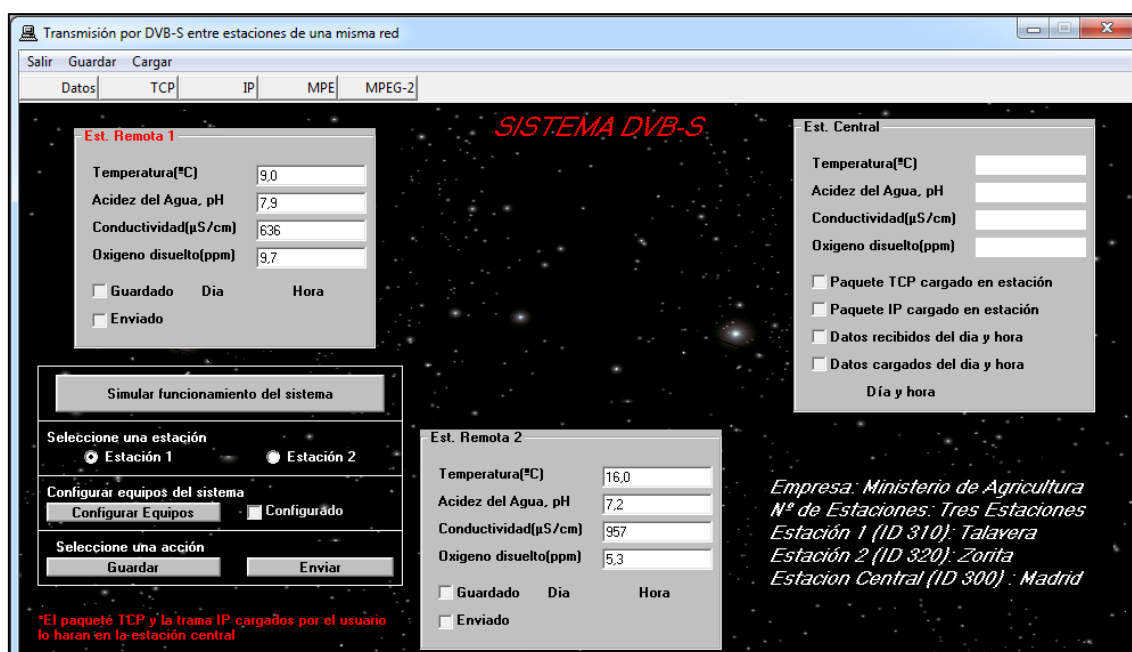 Transmisión por DVB-S entre estaciones de una misma red
Salir Guardar Cargar
Datos TCP IP MPE MPEG-2
SISTEMA DVB-S
Est. Remota 1
Temperatura(ªC) 9,0
Acidez del Agua, pH 7,9
Conductividad(µS/cm) 636
Oxigeno disuelto(ppm) 9,7
Guardado Dia Hora
Enviado
Est. Central
Temperatura(ªC)
Acidez del Agua, pH
Conductividad(µS/cm)
Oxigeno disuelto(ppm)
Paquete TCP cargado en estación
Paquete IP cargado en estación
Datos recibidos del dia y hora
Datos cargados del dia y hora
Día y hora
Simular funcionamiento del sistema
Seleccione una estación
Estación 1 Estación 2
Configurar equipos del sistema
Configurar Equipos Configurado
Seleccione una acción
Guardar Enviar
*El paqueté TCP y la trama IP cargados por el usuario
lo haran en la estación central
Est. Remota 2
Temperatura(ªC) 16,0
Acidez del Agua, pH 7,2
Conductividad(µS/cm) 957
Oxigeno disuelto(ppm) 5,3
Guardado Dia Hora
Enviado
Empresa: Ministerio de Agricultura
Nº de Estaciones: Tres Estaciones
Estación 1 (ID 310): Talavera
Estación 2 (ID 320): Zorita
Estacion Central (ID 300) : Madrid